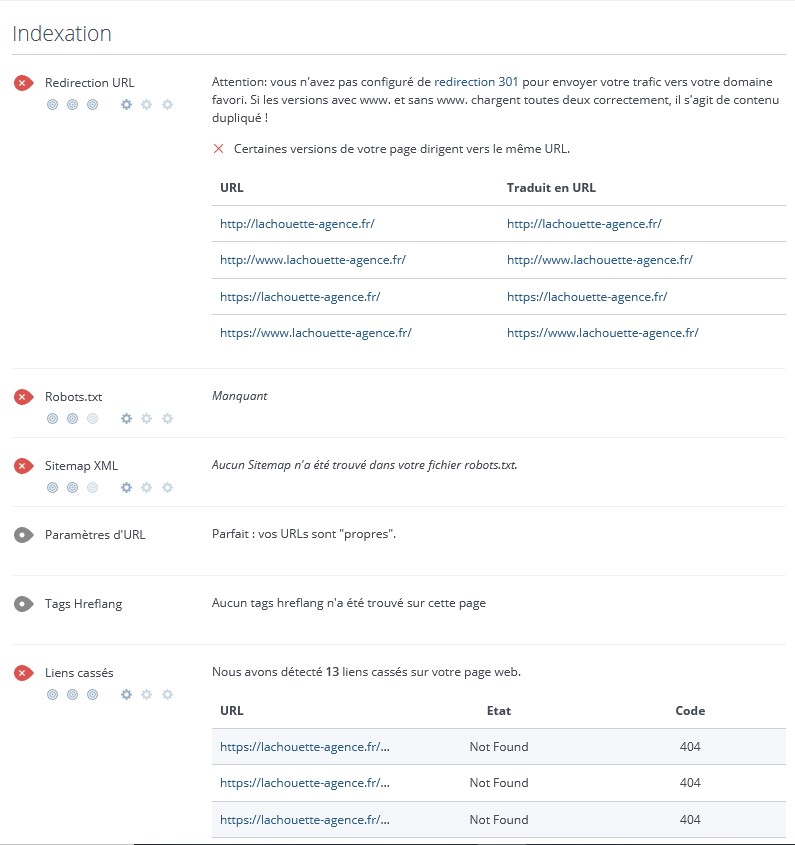 Indexation
Redirection URL
Attention: vous n'avez pas configuré de redirection 301 pour envoyer votre trafic vers votre domaine
favori. Si les versions avec www. et sans www. chargent toutes deux correctement, il s'agit de contenu
dupliqué !
Certaines versions de votre page dirigent vers le même URL.
URL Traduit en URL
http://lachouette-agence.fr/ http://lachouette-agence.fr/
http://www.lachouette-agence.fr/ http://www.lachouette-agence.fr/
https://lachouette-agence.fr/ https://lachouette-agence.fr/
https://www.lachouette-agence.fr/ https://www.lachouette-agence.fr/
Robots.txt Manquant
Sitemap XML Aucun Sitemap n'a été trouvé dans votre fichier robots.txt.
Paramètres d'URL Parfait : vos URLs sont "propres".
Tags Hreflang Aucun tags hreflang n'a été trouvé sur cette page
Liens cassés Nous avons détecté 13 liens cassés sur votre page web.
URL Etat Code
https://lachouette-agence.fr/... Not Found 404
https://lachouette-agence.fr/... Not Found 404
https://lachouette-agence.fr/... Not Found 404